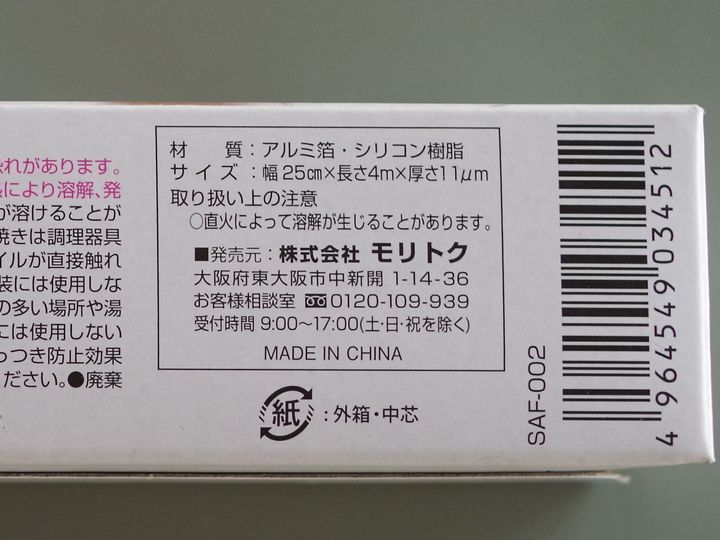 れがあります。
により溶解、発
が溶けることが
焼きは調理器具
イルが直接触れ
装には使用しな
の多い場所や湯
には使用しない
っつき防止効果
ださい。●廃棄
材　質：アルミ箔・シリコン樹脂
サイズ：幅25cm×長さ4m×厚さ11μm
取り扱い上の注意
○直火によって溶解が生じることがあります。
■発売元：株式会社 モリトク
大阪府東大阪市中新開 1-14-36
お客様相談室 0120-109-939
受付時間 9:00~17:00(土・日・祝を除く)
MADE IN CHINA
紙：外箱・中芯
SAF-002
4964549034512